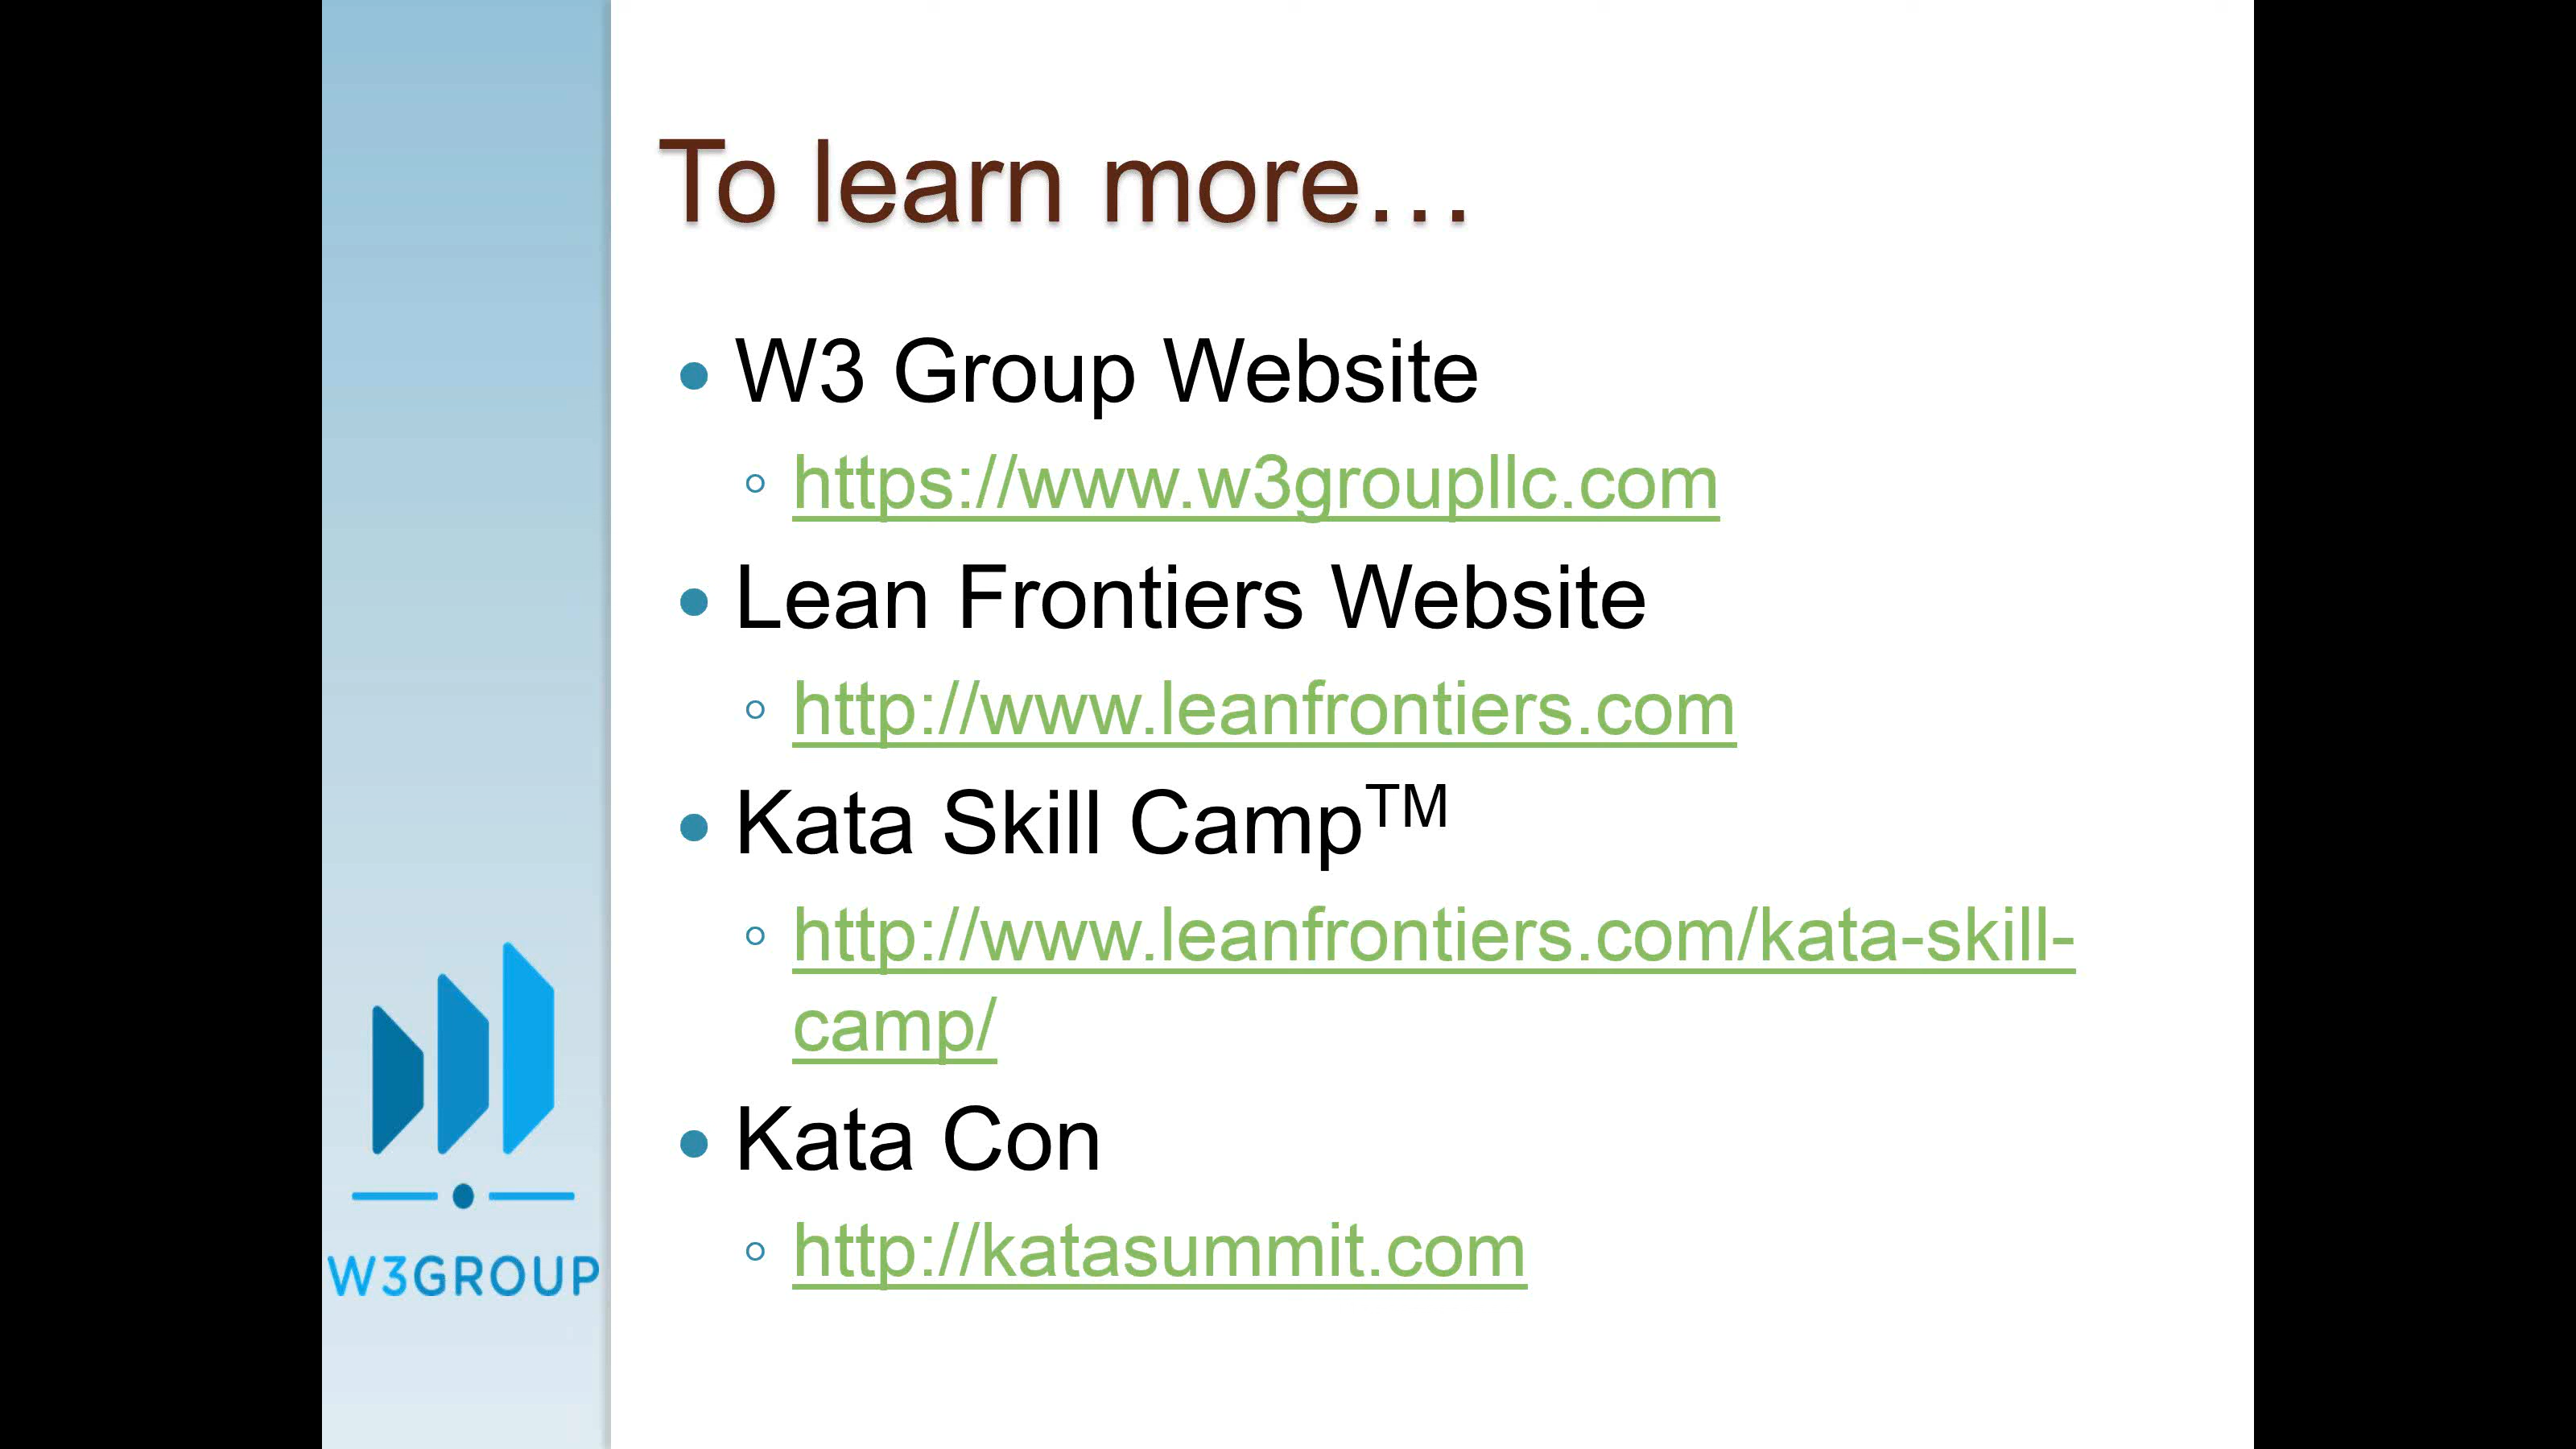 To learn more…
• W3 Group Website
◦ https://www.w3groupllc.com
• Lean Frontiers Website
◦ http://www.leanfrontiers.com
• Kata Skill Camp™
◦ http://www.leanfrontiers.com/kata-skill-
camp/
• Kata Con
◦ http://katasummit.com
W3GROUP